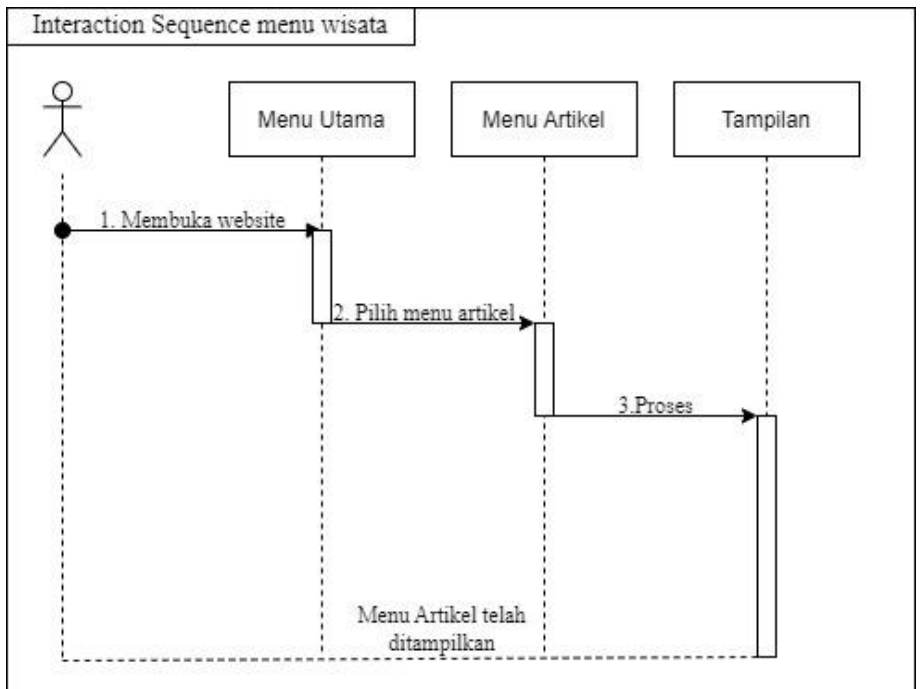 Interaction Sequence menu wisata
Menu Utama
Menu Artikel
Tampilan
1. Membuka website
2. Pilih menu artikel
3.Proses
Menu Artikel telah
ditampilkan